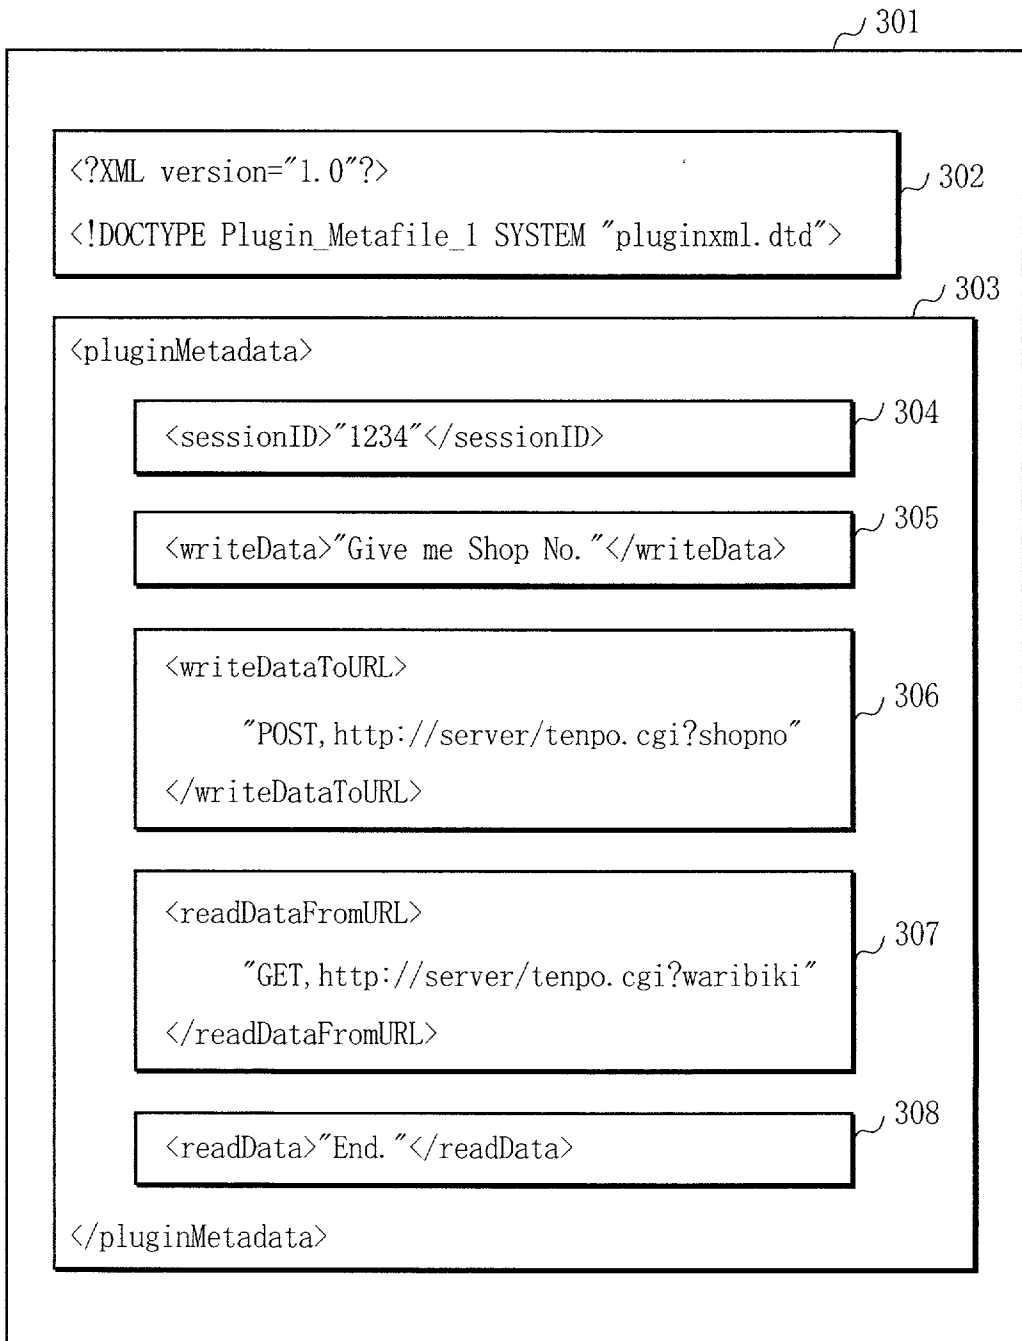 301
<?XML version="1.0"?>
302
<!DOCTYPE Plugin_Metafile_1 SYSTEM "pluginxml.dtd">
303
<pluginMetadata>
304
<sessionID>"1234"</sessionID>
305
<writeData>"Give me Shop No."</writeData>
<writeDataToURL>
306
"POST,http://server/tenpo.cgi?shopno"
</writeDataToURL>
<readDataFromURL>
307
"GET,http://server/tenpo.cgi?waribiki"
</readDataFromURL>
308
<readData>"End."</readData>
</pluginMetadata>